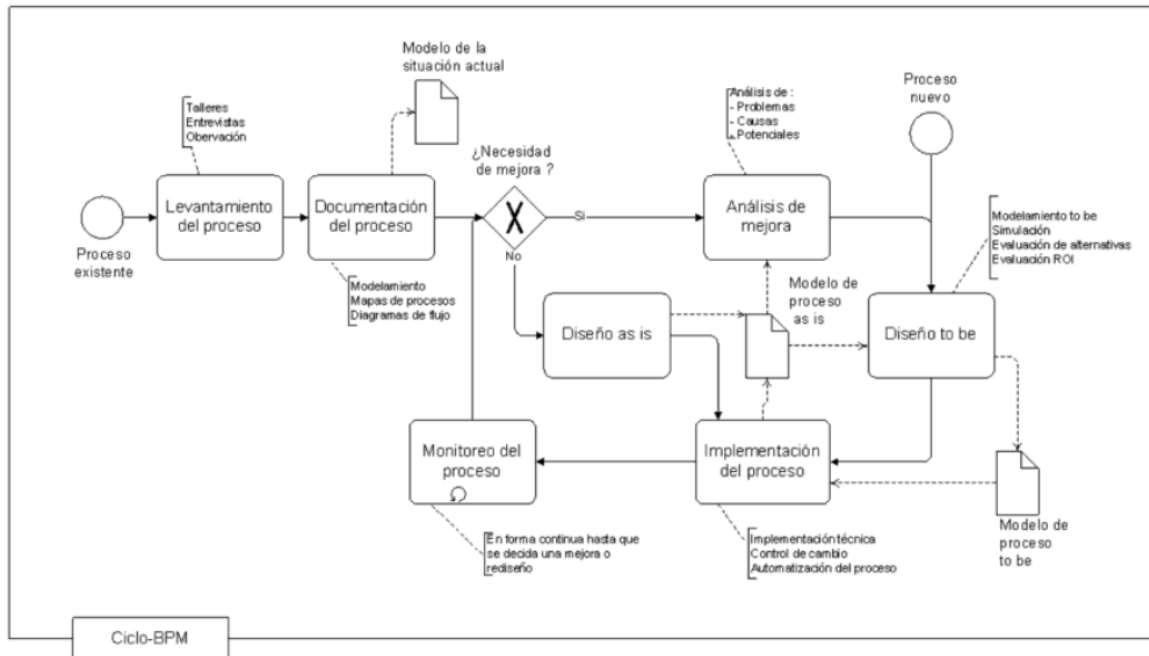 Modelo de la
situación actual
Talleres
Entrevistas
Obervación
Análisis de :
- Problemas
- Causas
- Potenciales
Proceso
nuevo
¿Necesidad
de mejora ?
Levantamiento
del proceso
Documentación
del proceso
X
Si
Análisis de
mejora
Proceso
existente
No
Modelamiento to be
Simulación
Evaluación de alternativas
Evaluación ROI
Modelamiento
Mapas de procesos
Diagramas de flujo
Modelo de
proceso
as is
Diseño as is
Diseño to be
Monitoreo del
proceso
Implementación
del proceso
Modelo de
proceso
to be
En forma continua hasta que
se decida una mejora o
rediseño
Implementación técnica
Control de cambio
Automatización del proceso
Ciclo-BPM